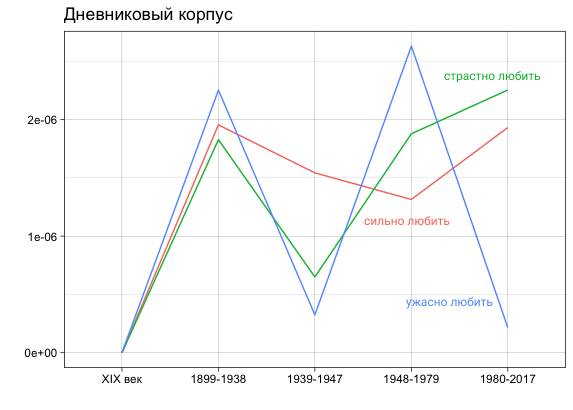 Дневниковый корпус
страстно любить
сильно любить
ужасно любить
2e-06
1e-06
0e+00
XIX век
1899-1938
1939-1947
1948-1979
1980-2017